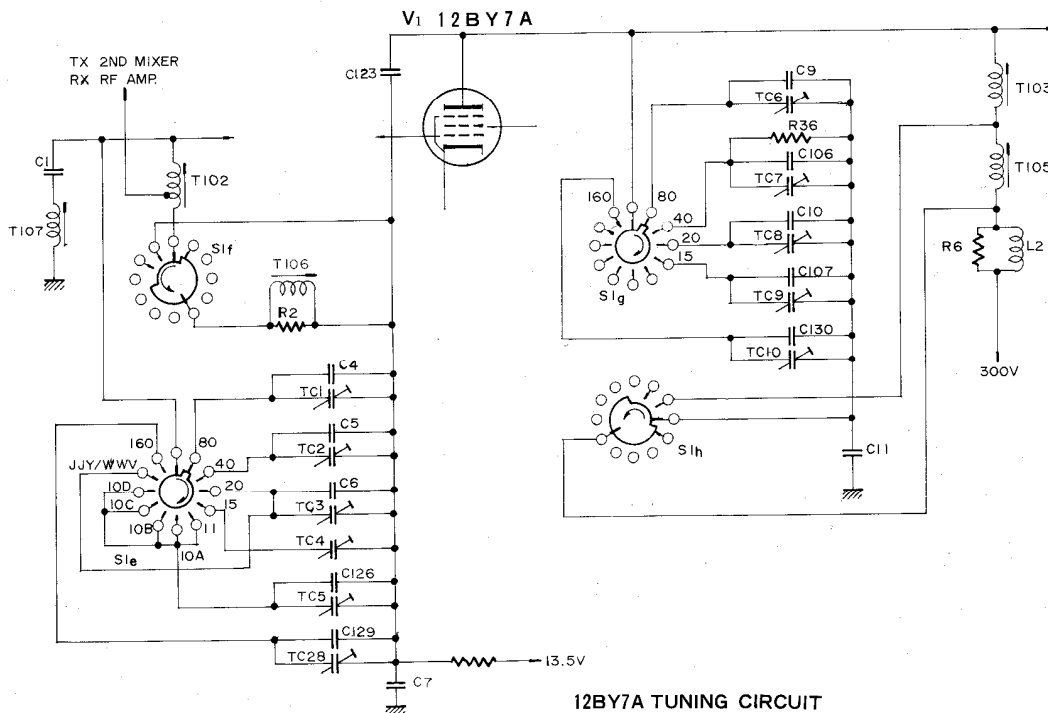 V1 12BY7A
TX 2ND MIXER
RX RF AMP.
C123
C1
T102
T107
S1f
T106
R2
C4
TC1
C5
TC2
C6
TC3
TC4
C126
TC5
C129
TC28
160
80
JJY/WWV
40
10D
20
10C
15
10B
11
10A
S1e
13.5V
C7
C9
TC6
R36
C106
TC7
C10
TC8
C107
TC9
C130
TC10
160
80
40
20
15
S1g
S1h
C11
T103
T105
R6
L2
300V
12BY7A TUNING CIRCUIT